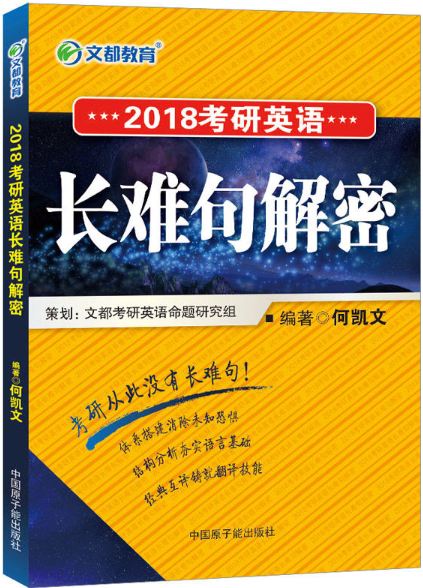 文都教育®
★★★2018考研英语★★★
长难句解密
策划：文都考研英语命题研究组
■编著◎何凯文
考研从此没有长难句！
体系搭建消除未知恐惧
结构分析夯实语言基础
经典互译铸就翻译技能
中国原子能出版社
文都教育
2018考研英语长难句解密
编著◎何凯文
中国原子能出版社